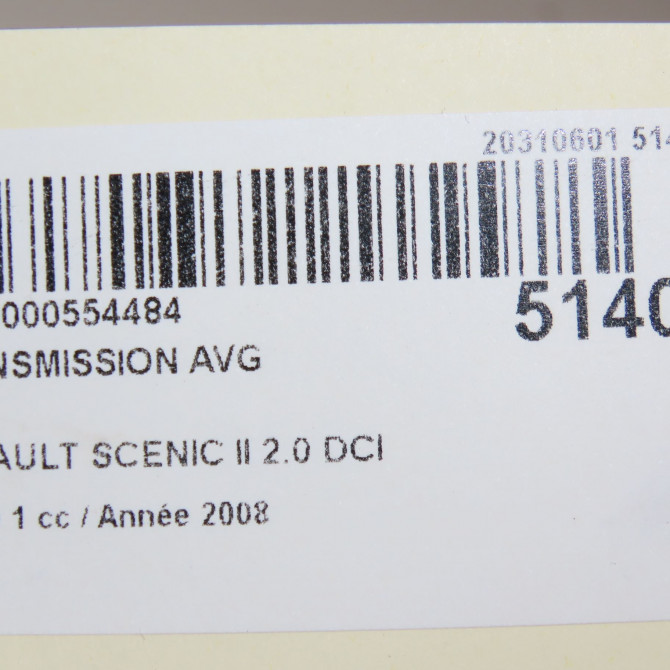 20310601 514
000554484
5140
NSMISSION AVG
AULT SCENIC II 2.0 DCI
1 cc / Année 2008